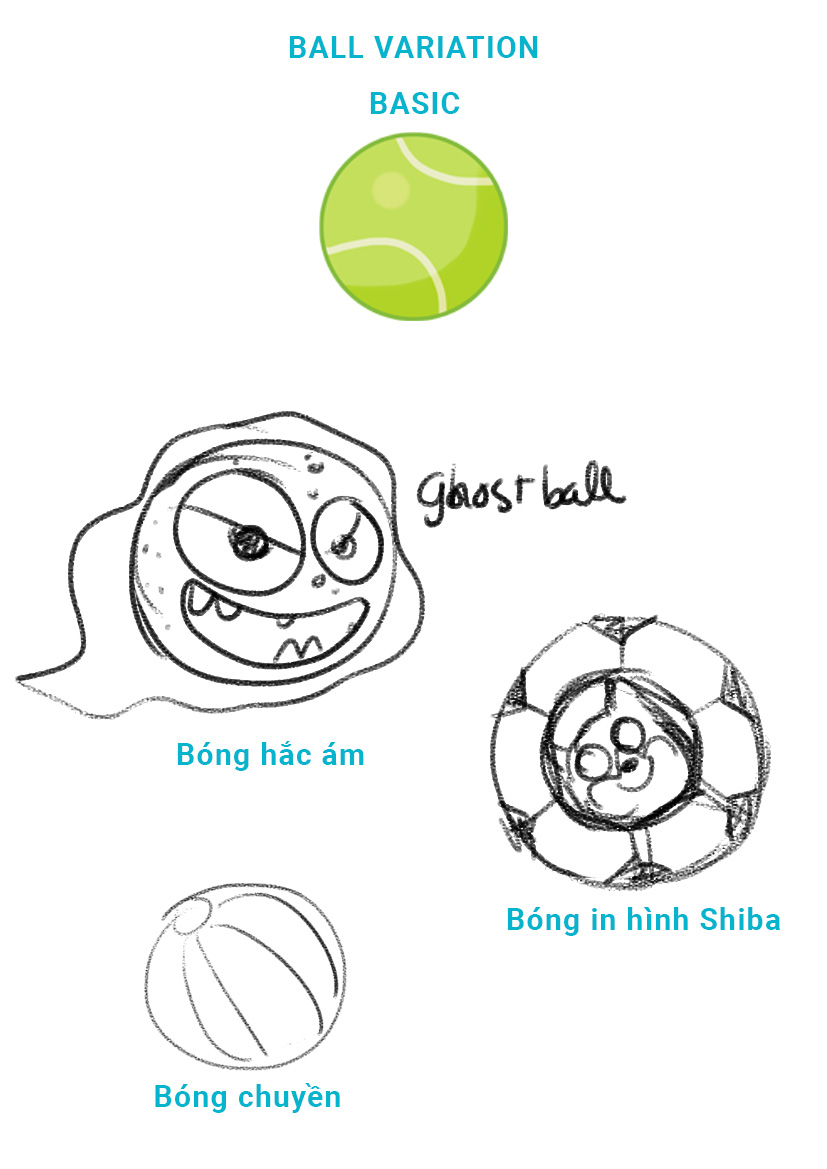 BALL VARIATION
BASIC
ghost ball
Bóng hắc ám
Bóng in hình Shiba
Bóng chuyền